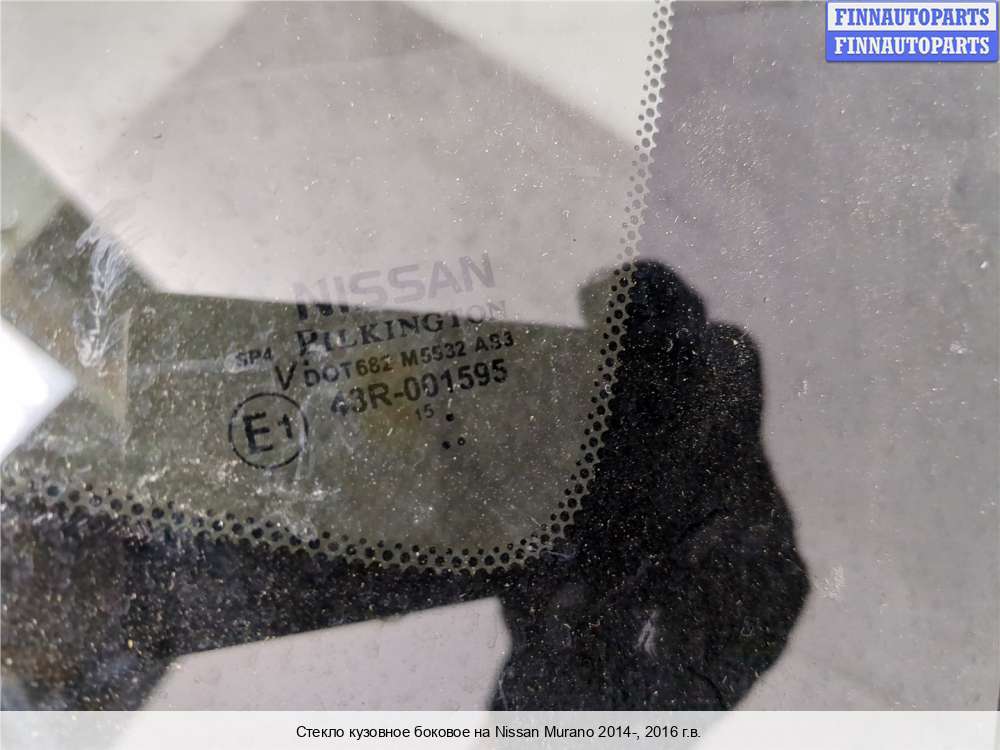 FINNAUTOPARTS
FINNAUTOPARTS
NISSAN
PILKINGTON
SP4
V DOT682 M5532 AS3
E1 43R-001595
15
Стекло кузовное боковое на Nissan Murano 2014-, 2016 г.в.